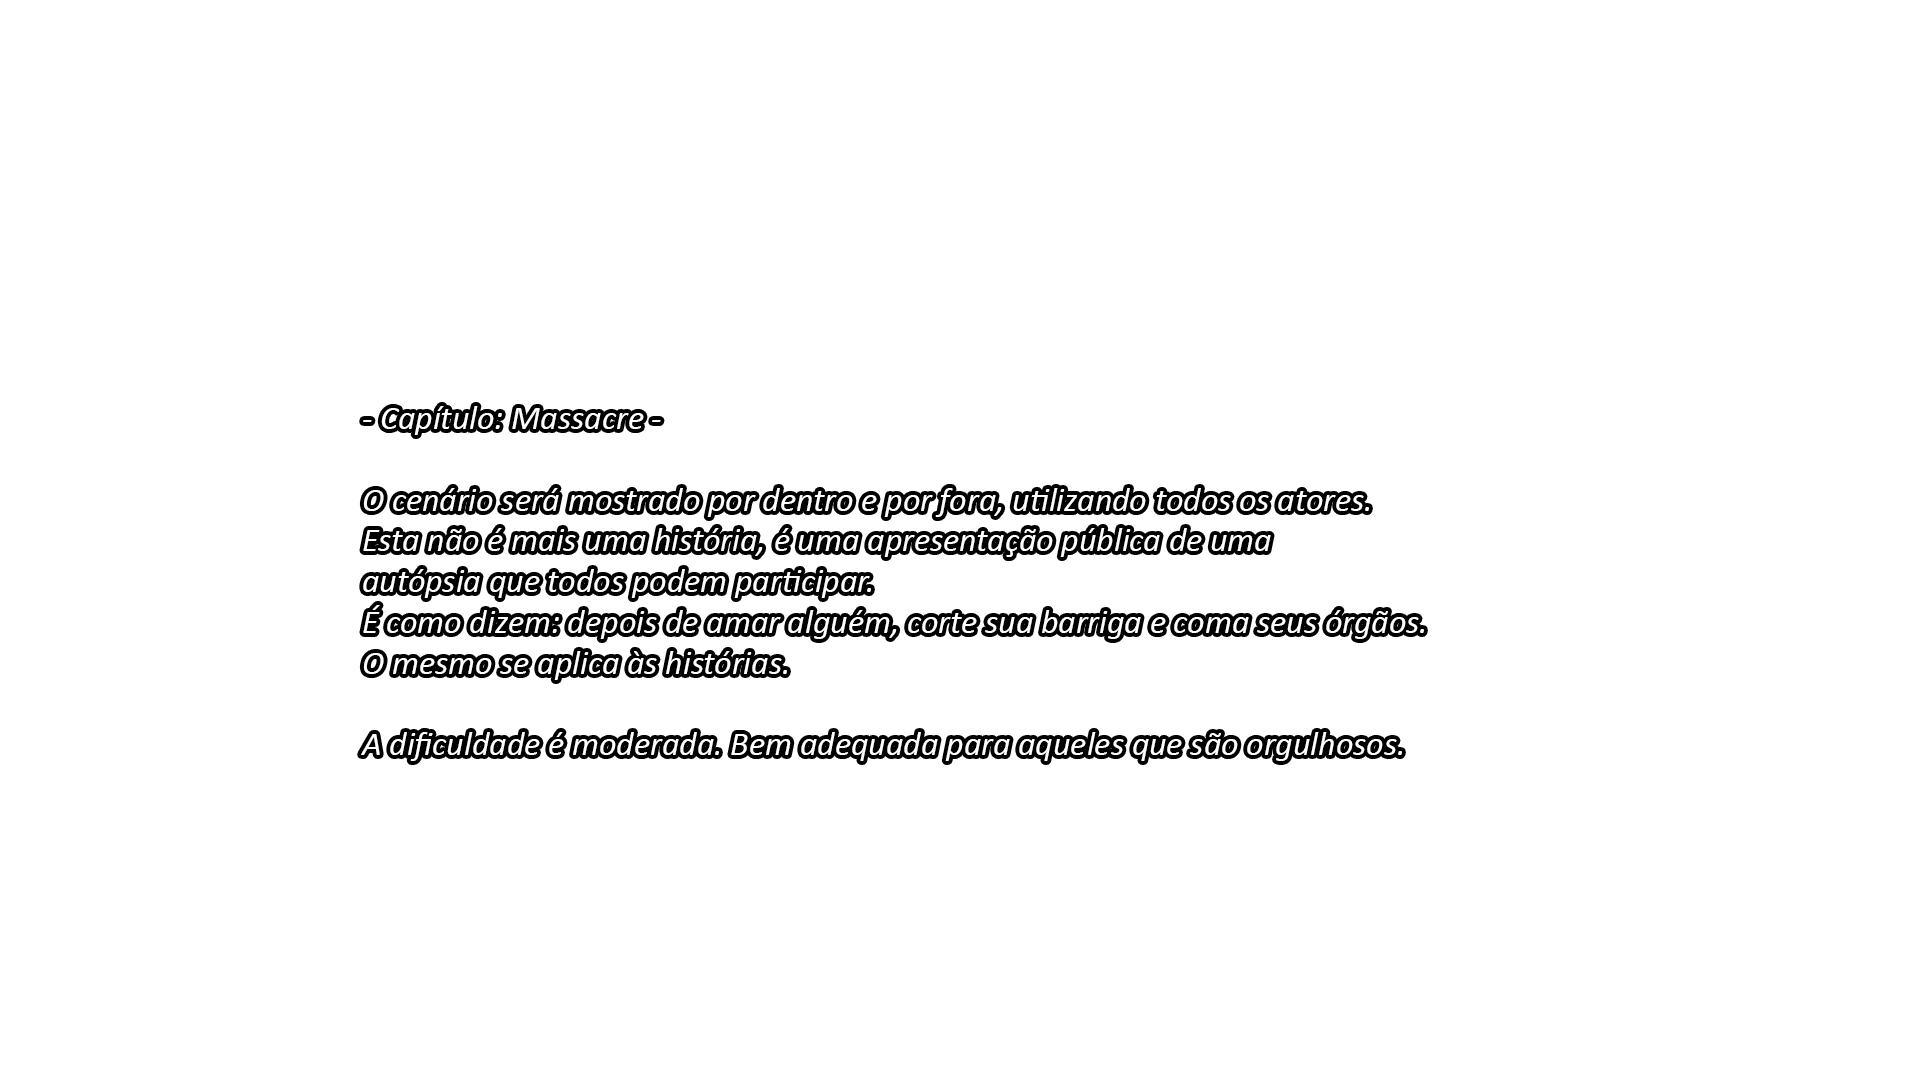 - Capítulo: Massacre -
O cenário será mostrado por dentro e por fora, utilizando todos os atores.
Esta não é mais uma história, é uma apresentação pública de uma
autópsia que todos podem participar.
É como dizem: depois de amar alguém, corte sua barriga e coma seus órgãos.
O mesmo se aplica às histórias.
A dificuldade é moderada. Bem adequada para aqueles que são orgulhosos.